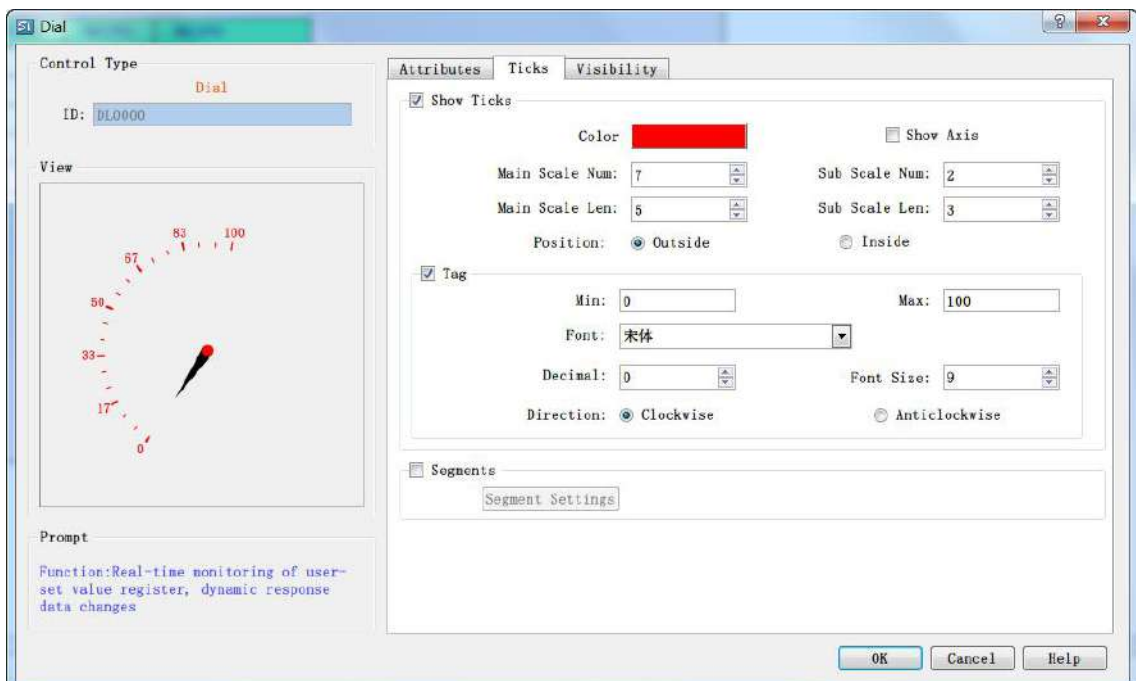 Dial
Control Type
Dial
ID: DL0000
View
83 100
67
50
33
17
0
Prompt
Function:Real-time monitoring of user-
set value register, dynamic response
data changes
Attributes Ticks Visibility
Show Ticks
Color Show Axis
Main Scale Num: 7 Sub Scale Num: 2
Main Scale Len: 5 Sub Scale Len: 3
Position: Outside Inside
Tag
Min: 0 Max: 100
Font: 宋体
Decimal: 0 Font Size: 9
Direction: Clockwise Anticlockwise
Segments
Segment Settings
OK Cancel Help